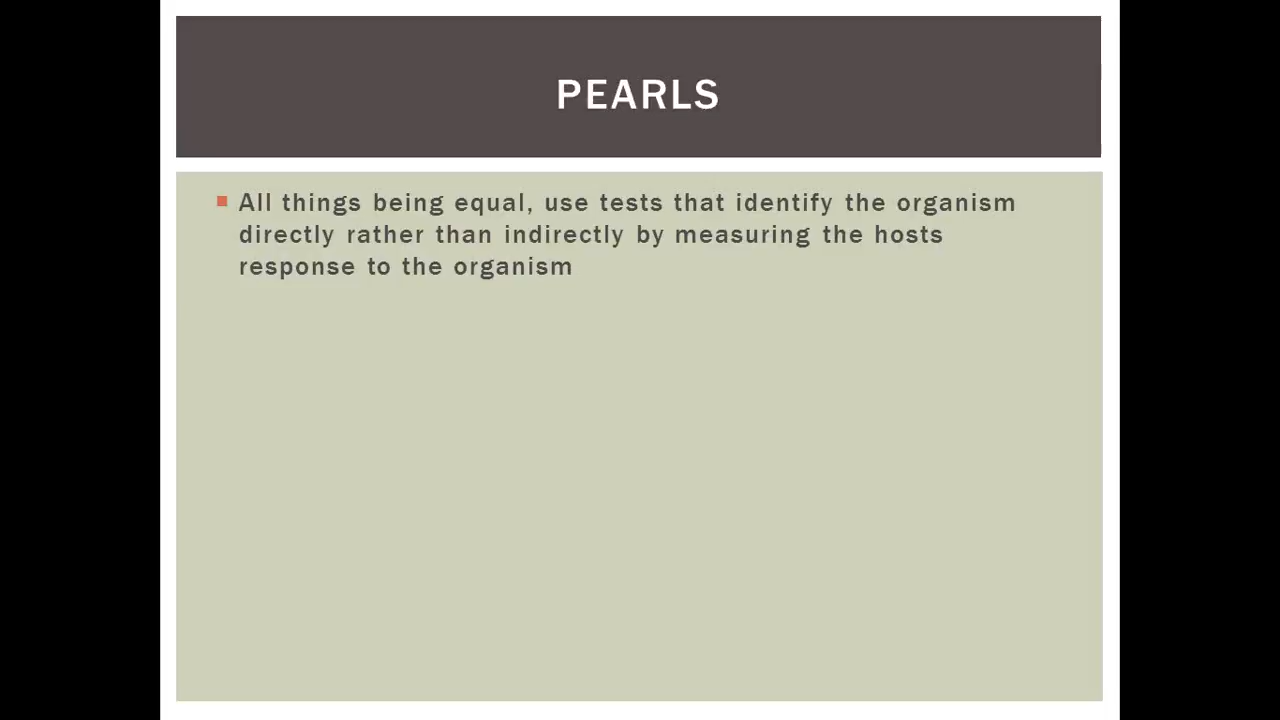 PEARLS
All things being equal, use tests that identify the organism
directly rather than indirectly by measuring the hosts
response to the organism